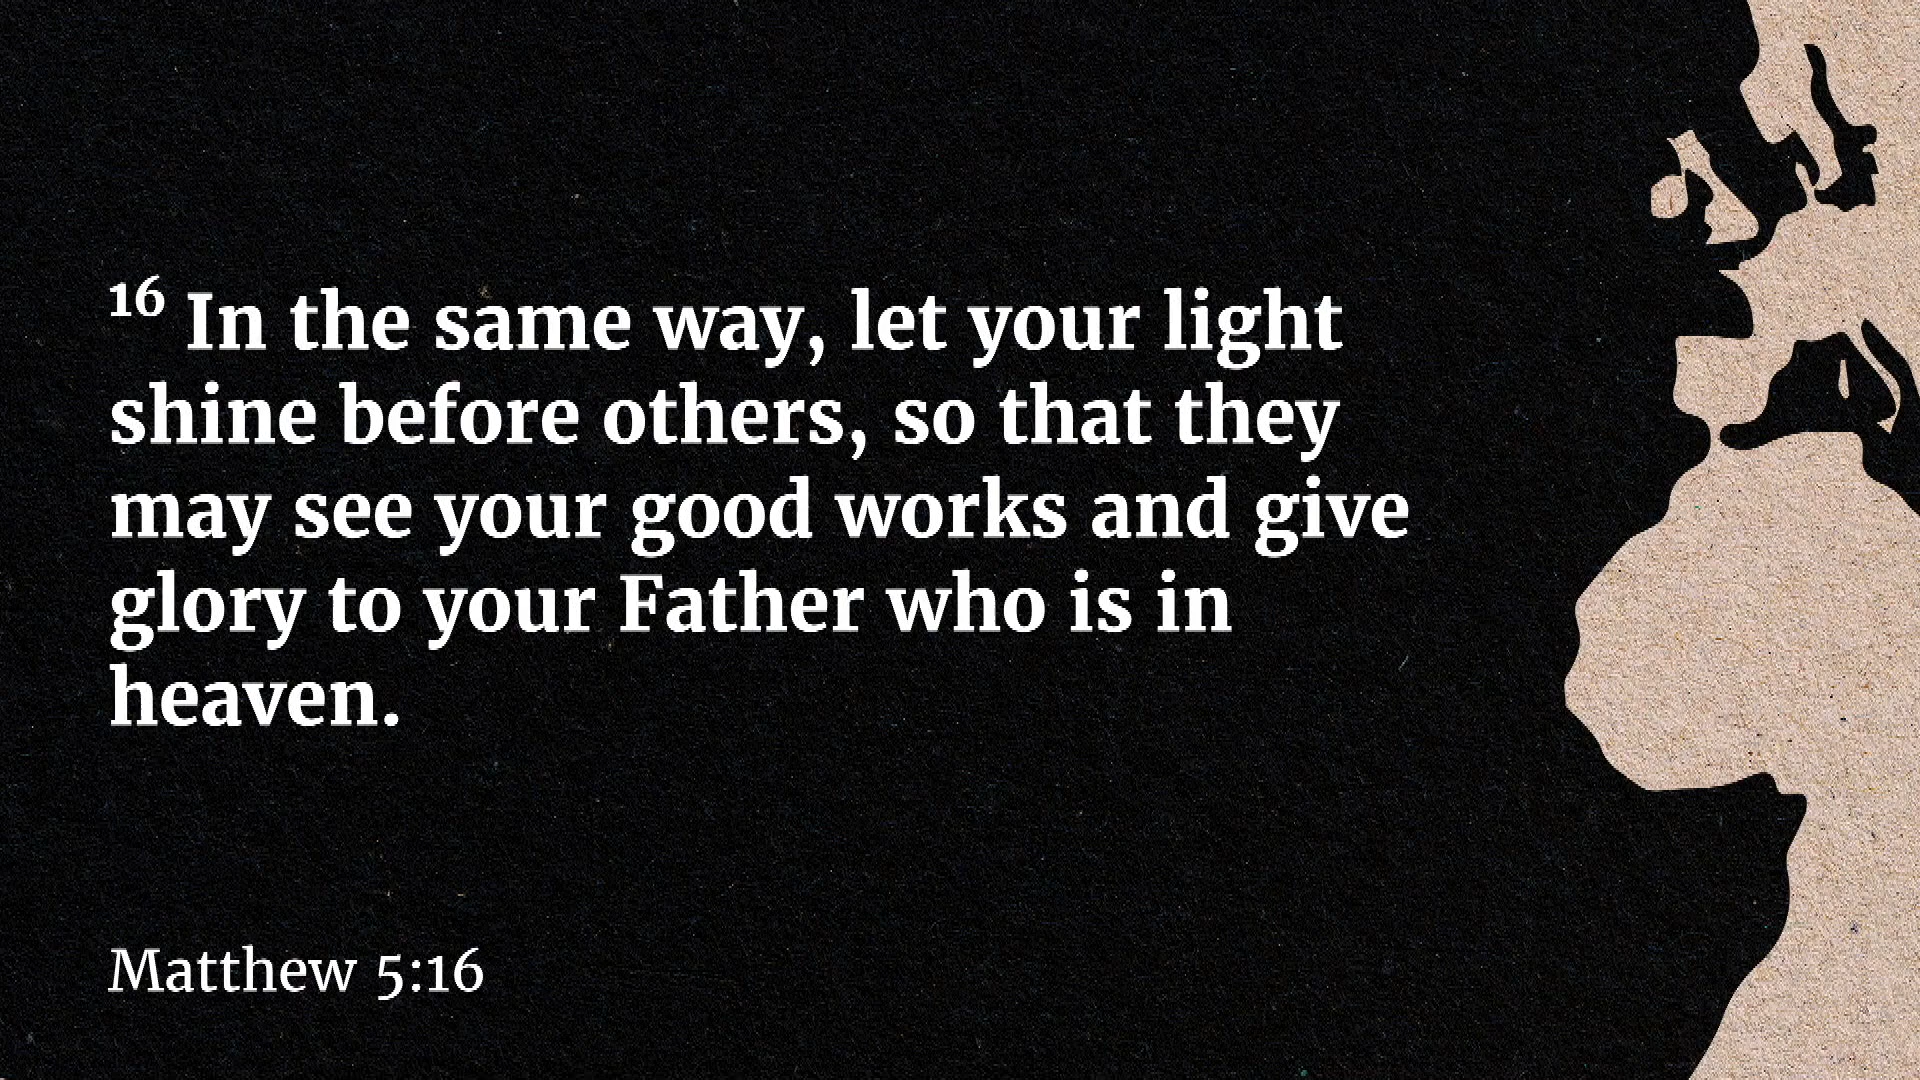 16 In the same way, let your light
shine before others, so that they
may see your good works and give
glory to your Father who is in
heaven.
Matthew 5:16